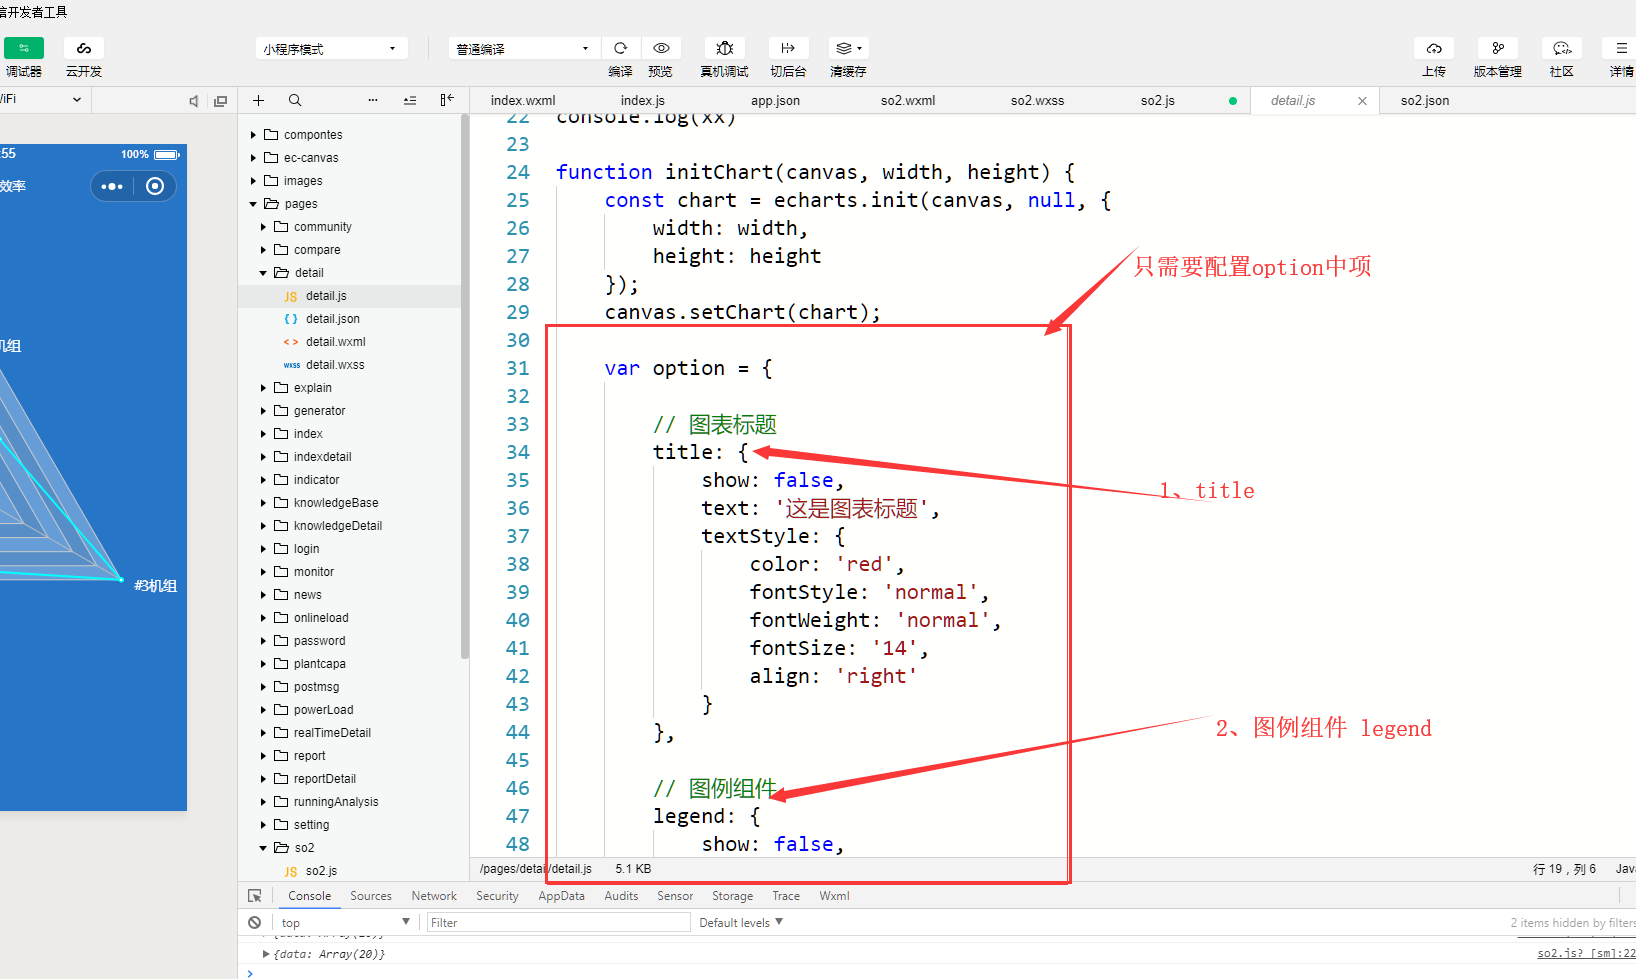 信开发者工具
小程序模式
普通编译
调试器
云开发
编译
预览
真机调试
切后台
清缓存
上传
版本管理
社区
详情
iFi
index.wxml
index.js
app.json
so2.wxml
so2.wxss
so2.js
detail.js
so2.json
:55
100%
效率
机组
#3机组
compontes
ec-canvas
images
pages
community
compare
detail
JS detail.js
{ } detail.json
< > detail.wxml
wxss detail.wxss
explain
generator
index
indexdetail
indicator
knowledgeBase
knowledgeDetail
login
monitor
news
onlineload
password
plantcapa
postmsg
powerLoad
realTimeDetail
report
reportDetail
runningAnalysis
setting
so2
JS so2.js
22 console.log(xx)
23
24 function initChart(canvas, width, height) {
25 const chart = echarts.init(canvas, null, {
26 width: width,
27 height: height
28 });
29 canvas.setChart(chart);
30
31 var option = {
32
33 // 图表标题
34 title: {
35 show: false,
36 text: '这是图表标题',
37 textStyle: {
38 color: 'red',
39 fontStyle: 'normal',
40 fontWeight: 'normal',
41 fontSize: '14',
42 align: 'right'
43 }
44 },
45
46 // 图例组件
47 legend: {
48 show: false,
只需要配置option中项
1、title
2、图例组件 legend
/pages/detail/detail.js
5.1 KB
行 19，列 6
Jav
Console
Sources
Network
Security
AppData
Audits
Sensor
Storage
Trace
Wxml
top
Filter
Default levels
2 items hidden by filters
{data: Array(20)}
{data: Array(20)}
so2.js? [sm]:22